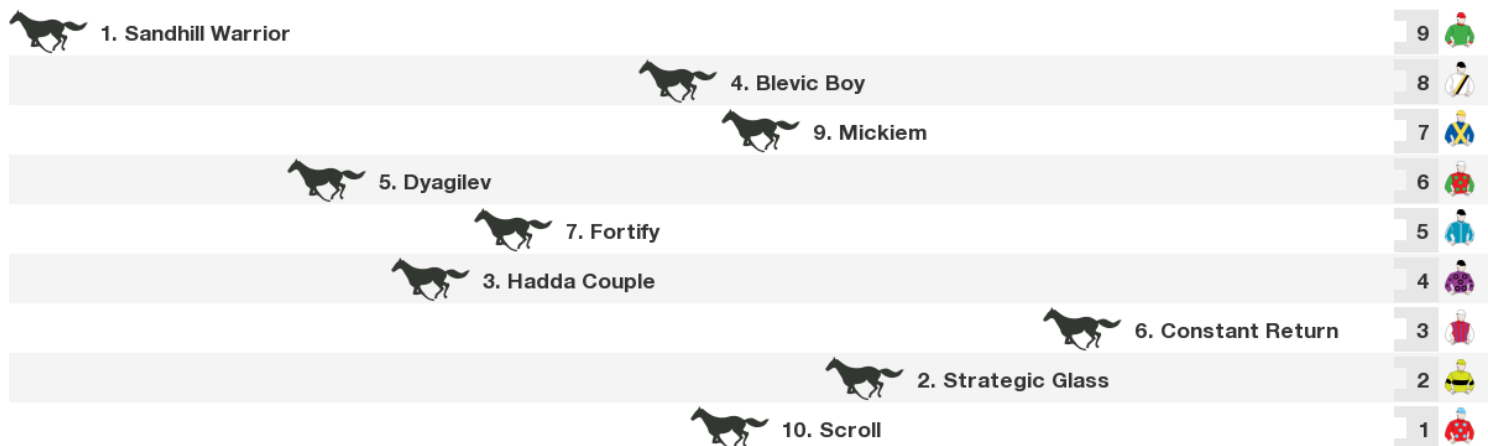 1. Sandhill Warrior 9
4. Blevic Boy 8
9. Mickiem 7
5. Dyagilev 6
7. Fortify 5
3. Hadda Couple 4
6. Constant Return 3
2. Strategic Glass 2
10. Scroll 1